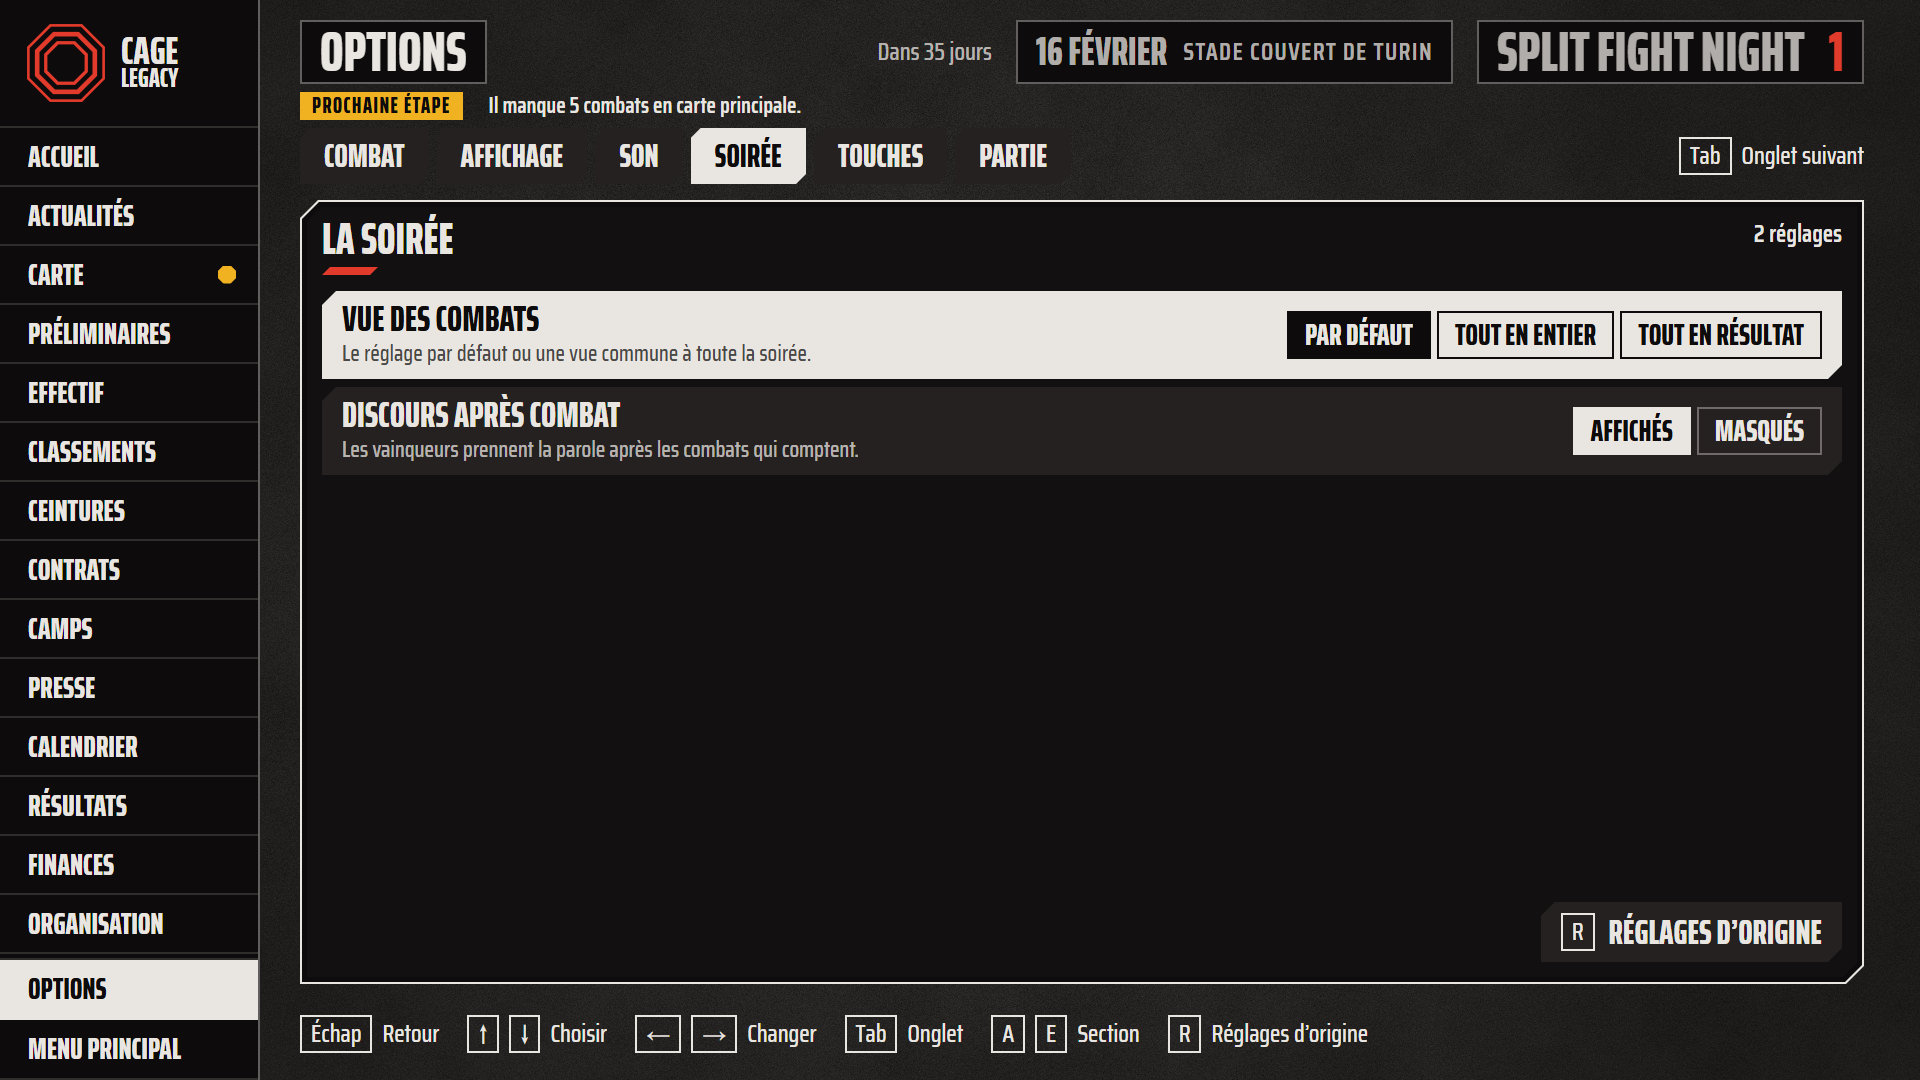 CAGE
LEGACY
ACCUEIL
ACTUALITÉS
CARTE
PRÉLIMINAIRES
EFFECTIF
CLASSEMENTS
CEINTURES
CONTRATS
CAMPS
PRESSE
CALENDRIER
RÉSULTATS
FINANCES
ORGANISATION
OPTIONS
MENU PRINCIPAL
OPTIONS
Dans 35 jours
16 FÉVRIER STADE COUVERT DE TURIN
SPLIT FIGHT NIGHT 1
PROCHAINE ÉTAPE Il manque 5 combats en carte principale.
COMBAT AFFICHAGE SON SOIRÉE TOUCHES PARTIE
Tab Onglet suivant
LA SOIRÉE
2 réglages
VUE DES COMBATS
Le réglage par défaut ou une vue commune à toute la soirée.
PAR DÉFAUT TOUT EN ENTIER TOUT EN RÉSULTAT
DISCOURS APRÈS COMBAT
Les vainqueurs prennent la parole après les combats qui comptent.
AFFICHÉS MASQUÉS
R RÉGLAGES D’ORIGINE
Échap Retour ↑ ↓ Choisir ← → Changer Tab Onglet A E Section R Réglages d’origine